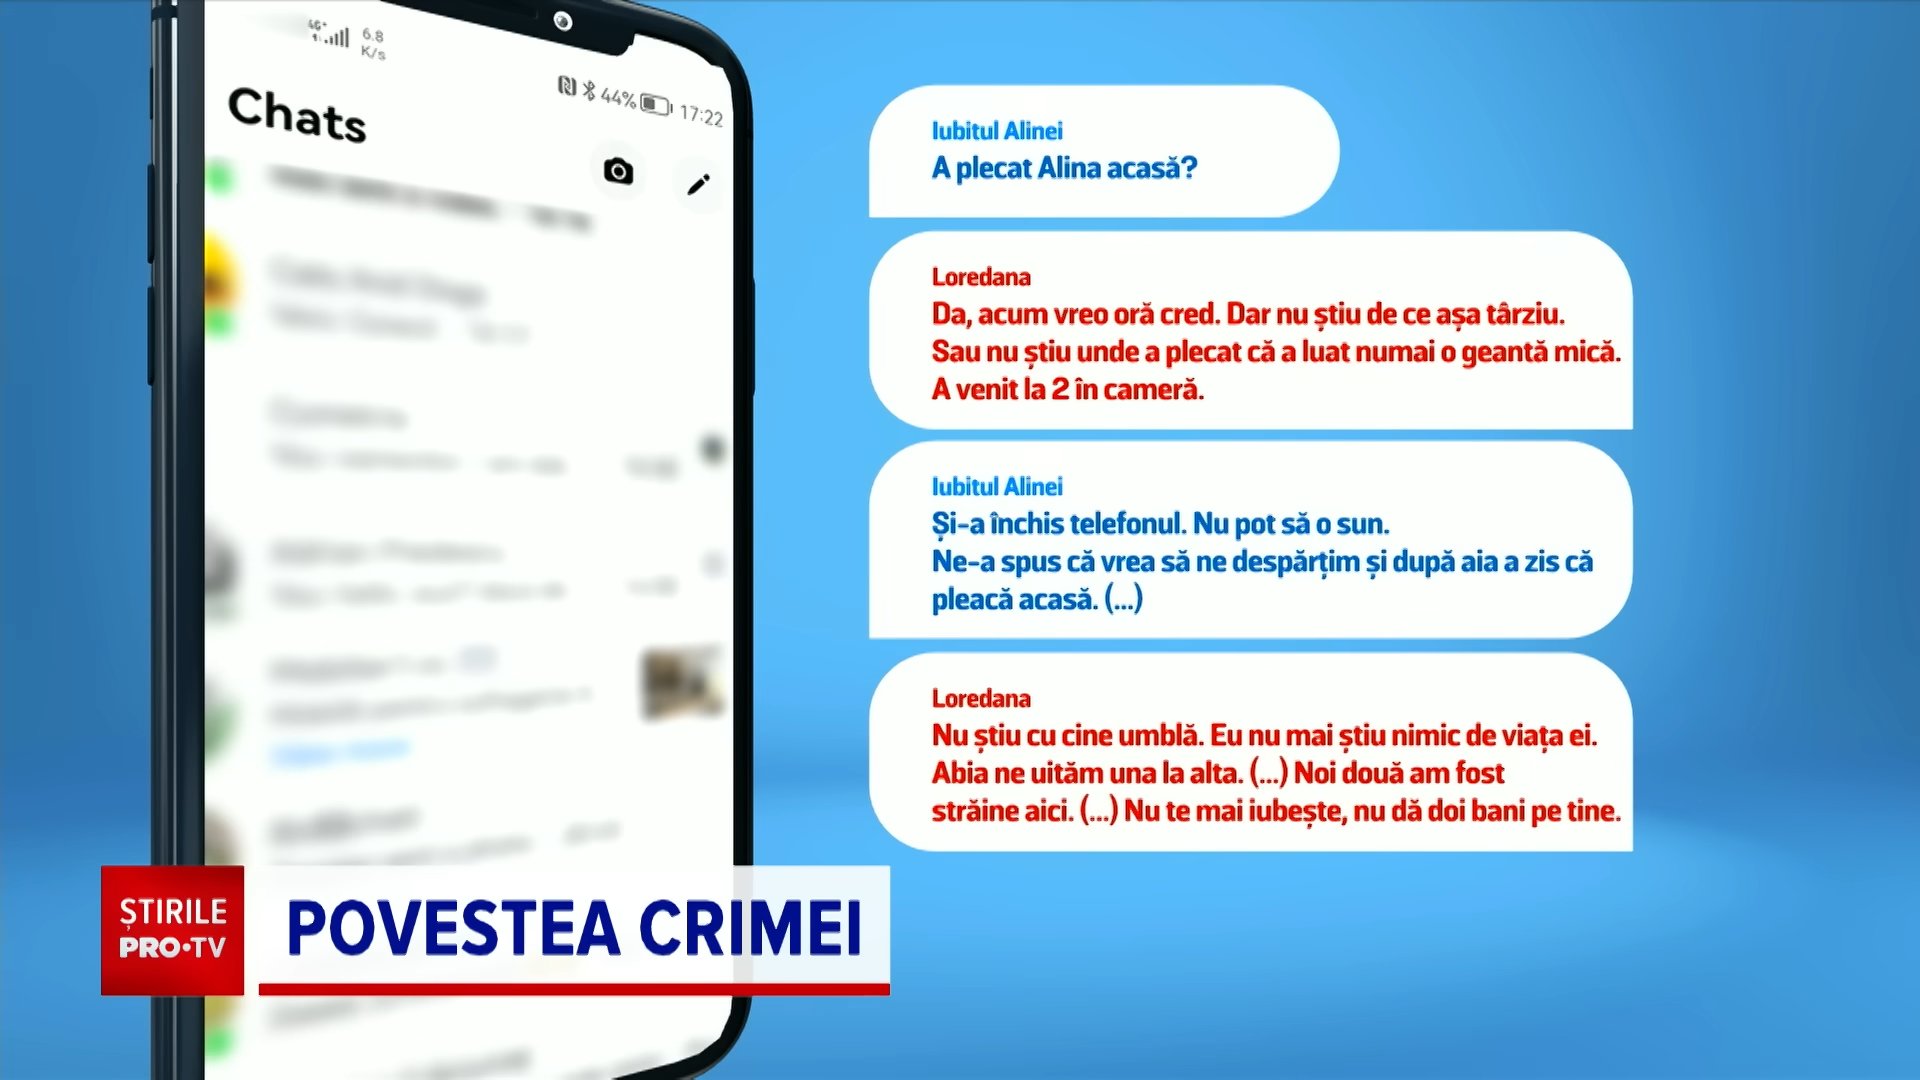 4G+
6.8
K/s
44%
17:22
Chats
Iubitul Alinei
A plecat Alina acasă?
Loredana
Da, acum vreo oră cred. Dar nu știu de ce așa târziu.
Sau nu știu unde a plecat că a luat numai o geantă mică.
A venit la 2 în cameră.
Iubitul Alinei
Și-a închis telefonul. Nu pot să o sun.
Ne-a spus că vrea să ne despărțim și după aia a zis că
pleacă acasă. (...)
Loredana
Nu știu cu cine umblă. Eu nu mai știu nimic de viața ei.
Abia ne uităm una la alta. (...) Noi două am fost
străine aici. (...) Nu te mai iubește, nu dă doi bani pe tine.
ȘTIRILE
PRO•TV
POVESTEA CRIMEI